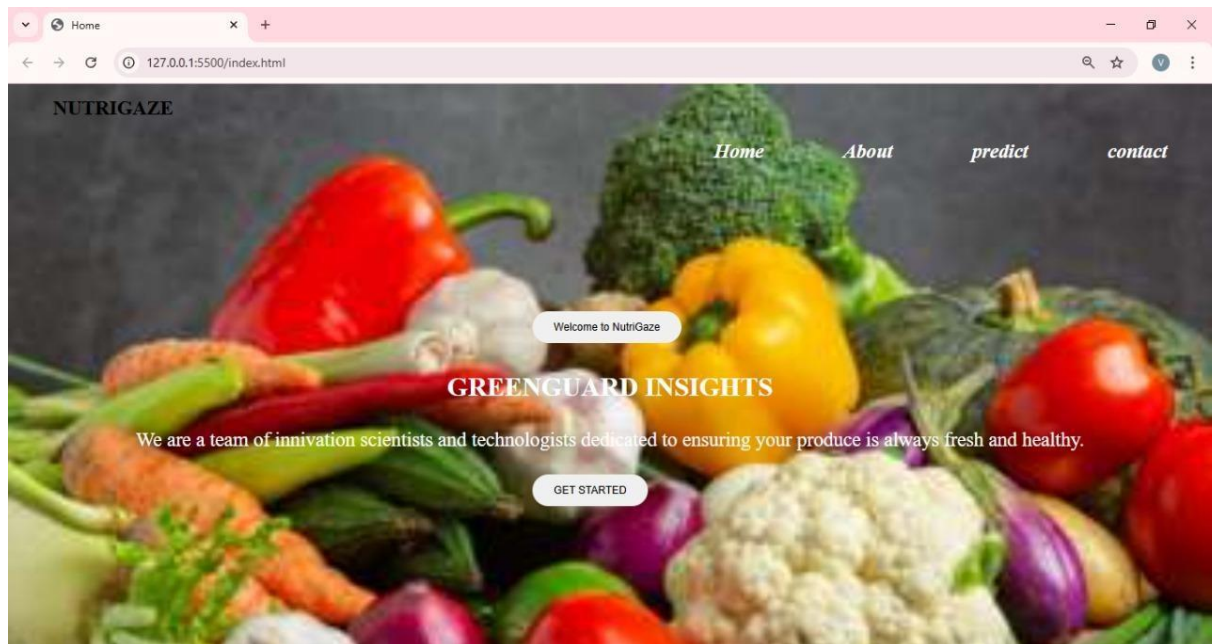 Home
127.0.0.1:5500/index.html
V
NUTRIGAZE
Home About predict contact
Welcome to NutriGaze
GREENGUARD INSIGHTS
We are a team of innivation scientists and technologists dedicated to ensuring your produce is always fresh and healthy.
GET STARTED